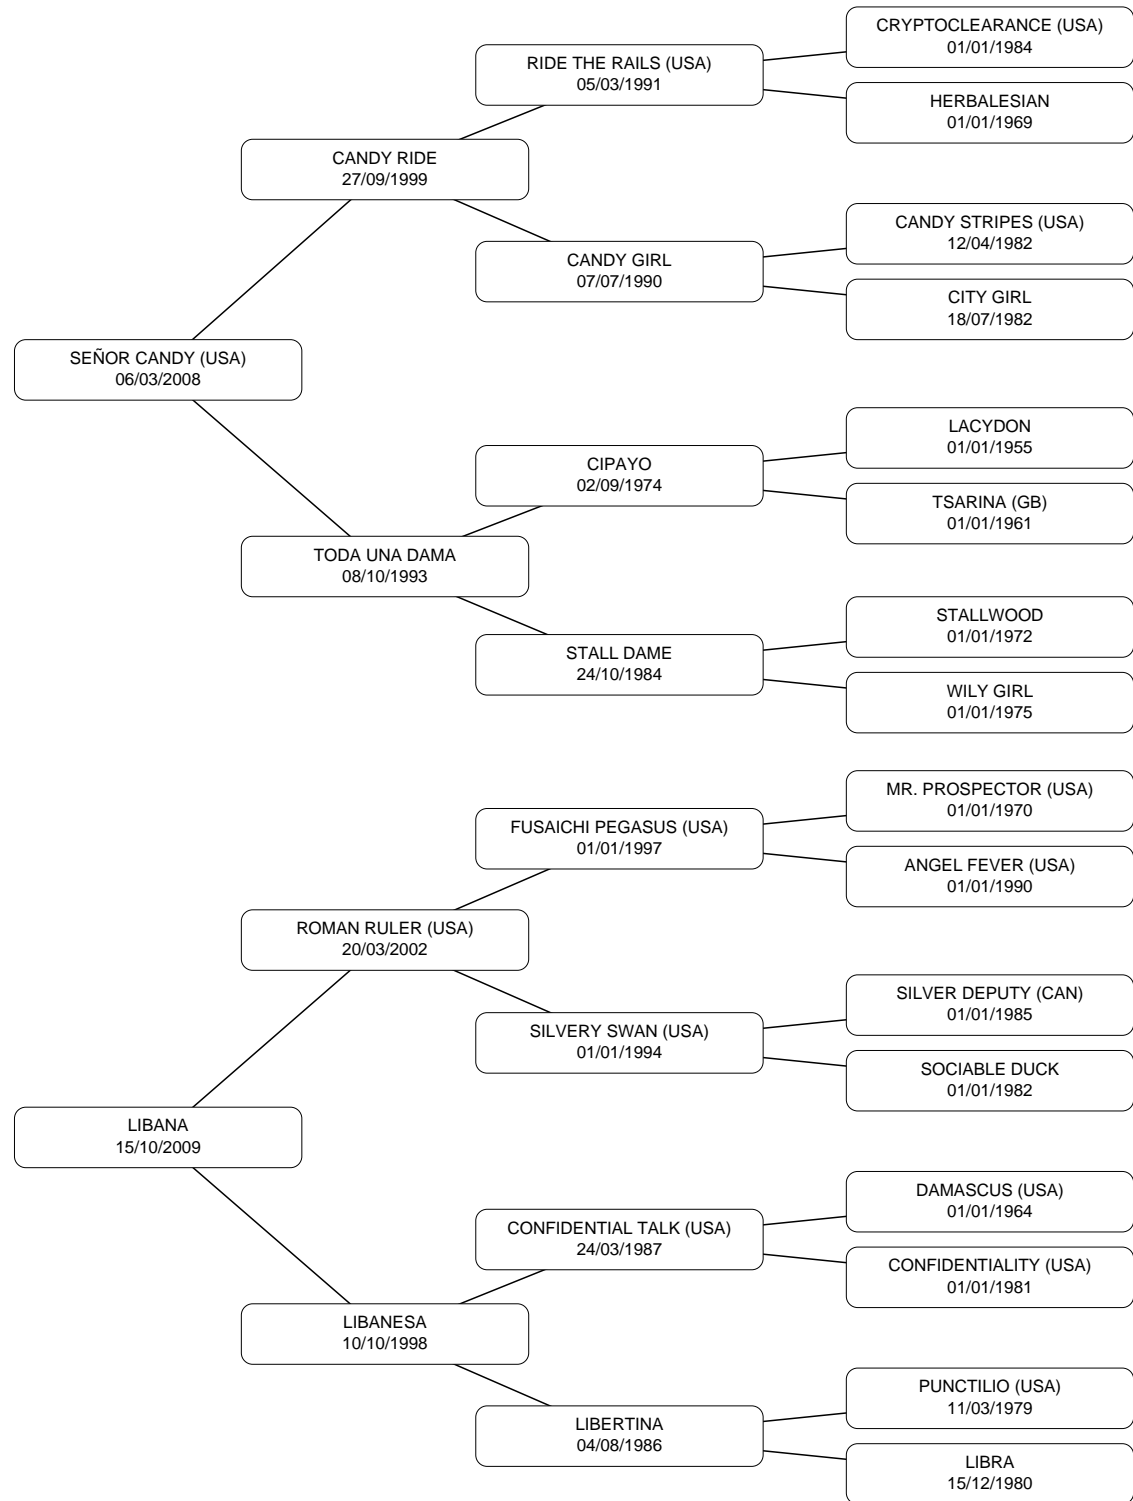 CRYPTOCLEARANCE (USA)
01/01/1984
RIDE THE RAILS (USA)
05/03/1991
HERBALESIAN
01/01/1969
CANDY RIDE
27/09/1999
CANDY STRIPES (USA)
12/04/1982
CANDY GIRL
07/07/1990
CITY GIRL
18/07/1982
SEÑOR CANDY (USA)
06/03/2008
LACYDON
01/01/1955
CIPAYO
02/09/1974
TSARINA (GB)
01/01/1961
TODA UNA DAMA
08/10/1993
STALLWOOD
01/01/1972
STALL DAME
24/10/1984
WILY GIRL
01/01/1975
MR. PROSPECTOR (USA)
01/01/1970
FUSAICHI PEGASUS (USA)
01/01/1997
ANGEL FEVER (USA)
01/01/1990
ROMAN RULER (USA)
20/03/2002
SILVER DEPUTY (CAN)
01/01/1985
SILVERY SWAN (USA)
01/01/1994
SOCIABLE DUCK
01/01/1982
LIBANA
15/10/2009
DAMASCUS (USA)
01/01/1964
CONFIDENTIAL TALK (USA)
24/03/1987
CONFIDENTIALITY (USA)
01/01/1981
LIBANESA
10/10/1998
PUNCTILIO (USA)
11/03/1979
LIBERTINA
04/08/1986
LIBRA
15/12/1980